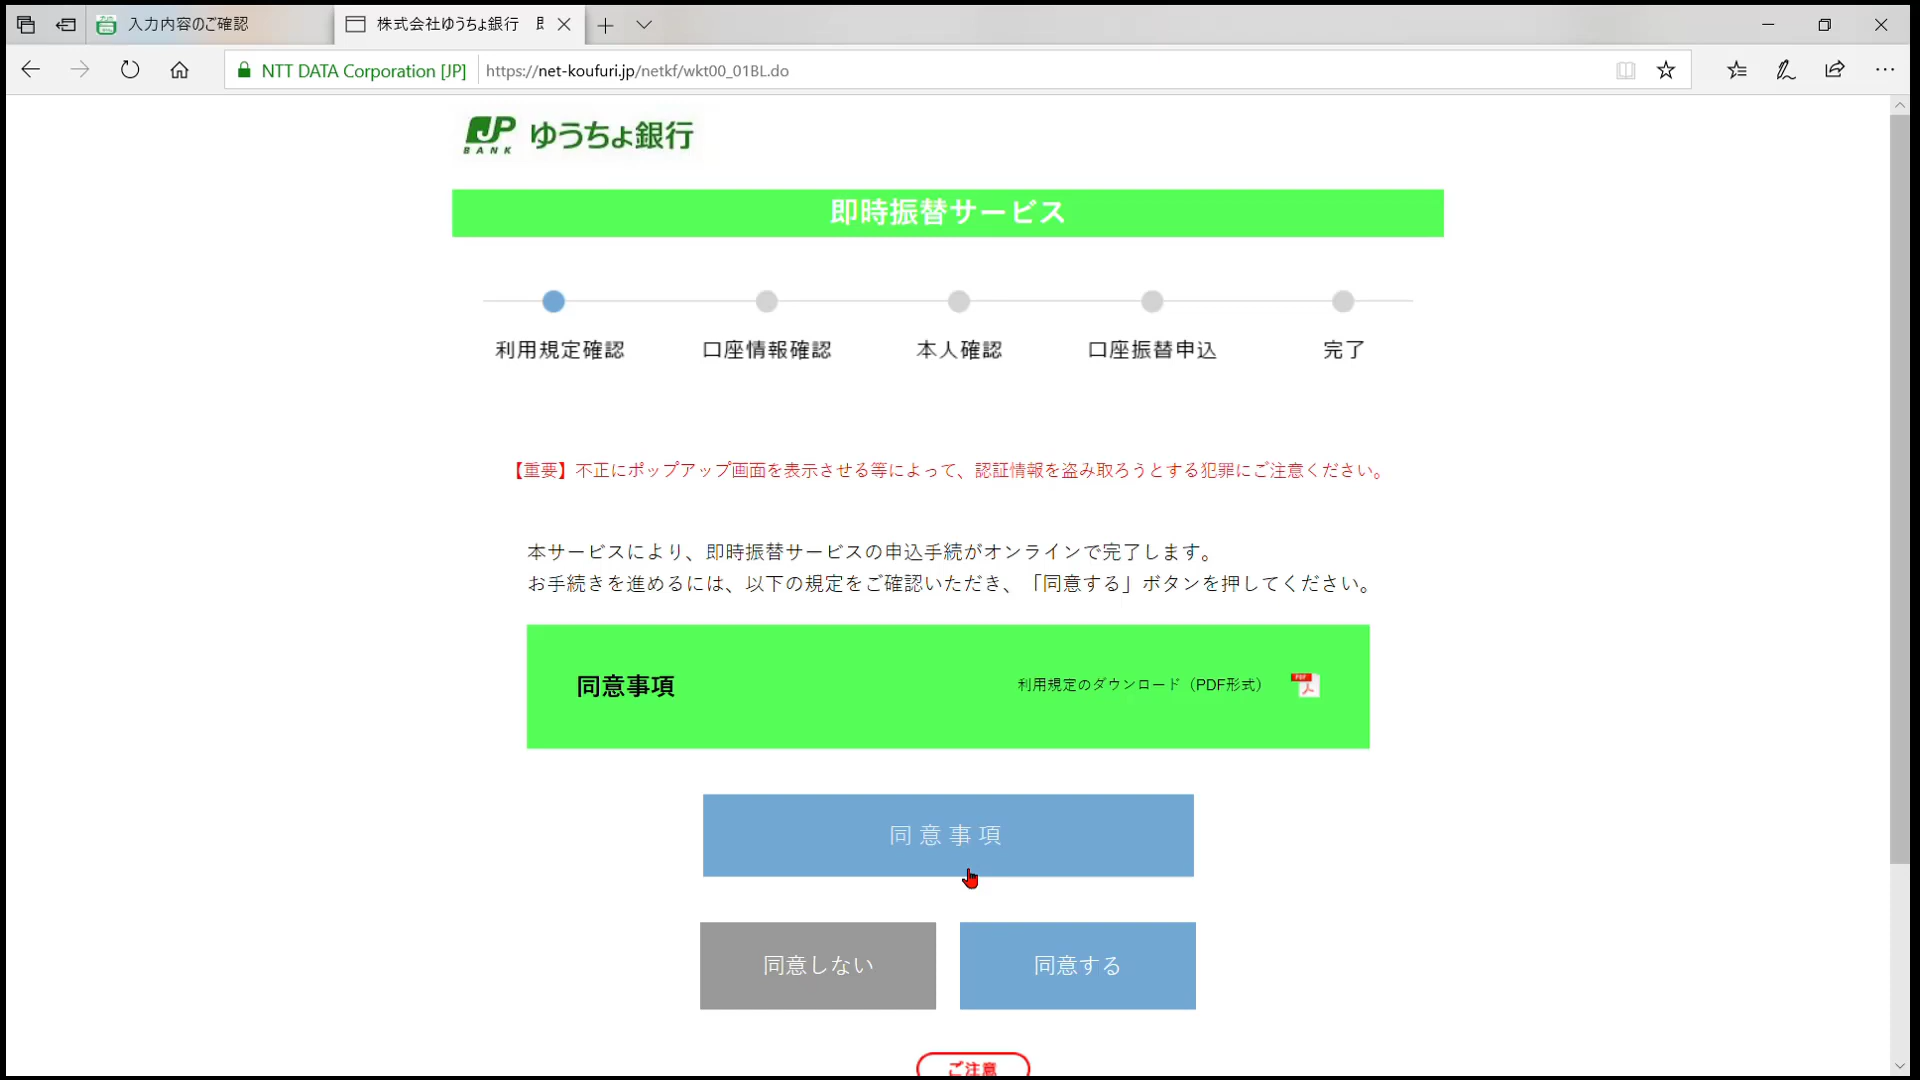 入力内容のご確認
株式会社ゆうちょ銀行
NTT DATA Corporation [JP]
https://net-koufuri.jp/netkf/wkt00_01BL.do
JP BANK ゆうちょ銀行
即時振替サービス
利用規定確認
口座情報確認
本人確認
口座振替申込
完了
【重要】不正にポップアップ画面を表示させる等によって、認証情報を盗み取ろうとする犯罪にご注意ください。
本サービスにより、即時振替サービスの申込手続がオンラインで完了します。
お手続きを進めるには、以下の規定をご確認いただき、「同意する」ボタンを押してください。
同意事項
利用規定のダウンロード（PDF形式）
PDF
同意事項
同意しない
同意する
ご注意